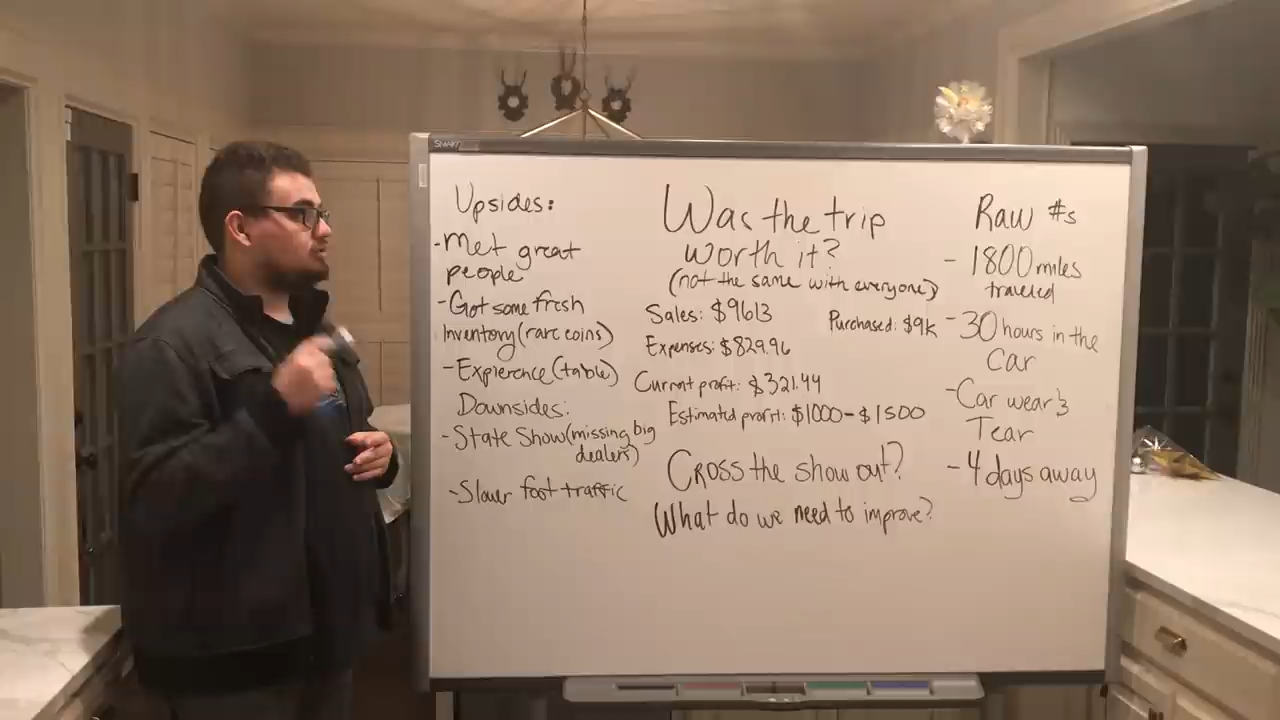 SMART
Upsides:
-Met great
people
-Got some fresh
Inventory (rare coins)
-Expierence (table)
Downsides:
-State Show (missing big
dealers)
-Slower foot traffic
Was the trip
worth it?
(not the same with everyone)
Sales: $9613
Purchased: $9K
Expenses: $829.96
Current profit: $321.44
Estimated profit: $1000-$1500
Cross the show out?
What do we need to improve?
Raw #s
- 1800 miles
traveled
- 30 hours in the
Car
-Car wear &
Tear
-4 days away